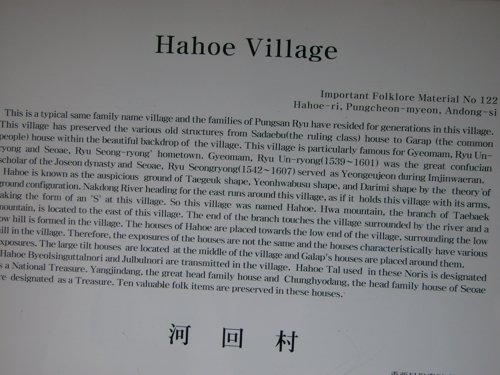 Hahoe Village
Important Folklore Material No 122
Hahoe-ri, Pungcheon-myeon, Andong-si
This is a typical same family name village and the families of Pungsan Ryu have resided for generations in this village.
This village has preserved the various old structures from Sadaebu(the ruling class) house to Garap (the common
people) house within the beautiful backdrop of the village. This village is particularly famous for Gyeomam, Ryu Un-
ryong and Seoae, Ryu Seong-ryong' hometown. Gyeomam, Ryu Un-ryong(1539~1601) was the great confucian
scholar of the Joseon dynasty and Seoae, Ryu Seongryong(1542~1607) served as Yeongeujeon during Imjinwaeran.
Hahoe is known as the auspicious ground of Taegeuk shape, Yeonhwabusu shape, and Darimi shape by the theory of
ground configuration. Nakdong River heading for the east runs around this village, as if it holds this village with its arms,
aking the form of an 'S' at this village. So this village was named Hahoe. Hwa mountain, the branch of Taebaek
mountain, is located to the east of this village. The end of the branch touches the village surrounded by the river and a
ow hill is formed in the village. The houses of Hahoe are placed towards the low end of the village, surrounding the low
ill in the village. Therefore, the exposures of the houses are not the same and the houses characteristically have various
exposures. The large tilt houses are located at the middle of the village and Galap's houses are placed around them.
Hahoe Byeolsinguttalnori and Julbulnori are transmitted in the village. Hahoe Tal used in these Noris is designated
s a National Treasure. Yangjindang, the great head family house and Chunghyodang, the head family house of Seoae
re designated as a Treasure. Ten valuable folk items are preserved in these houses.
河回村